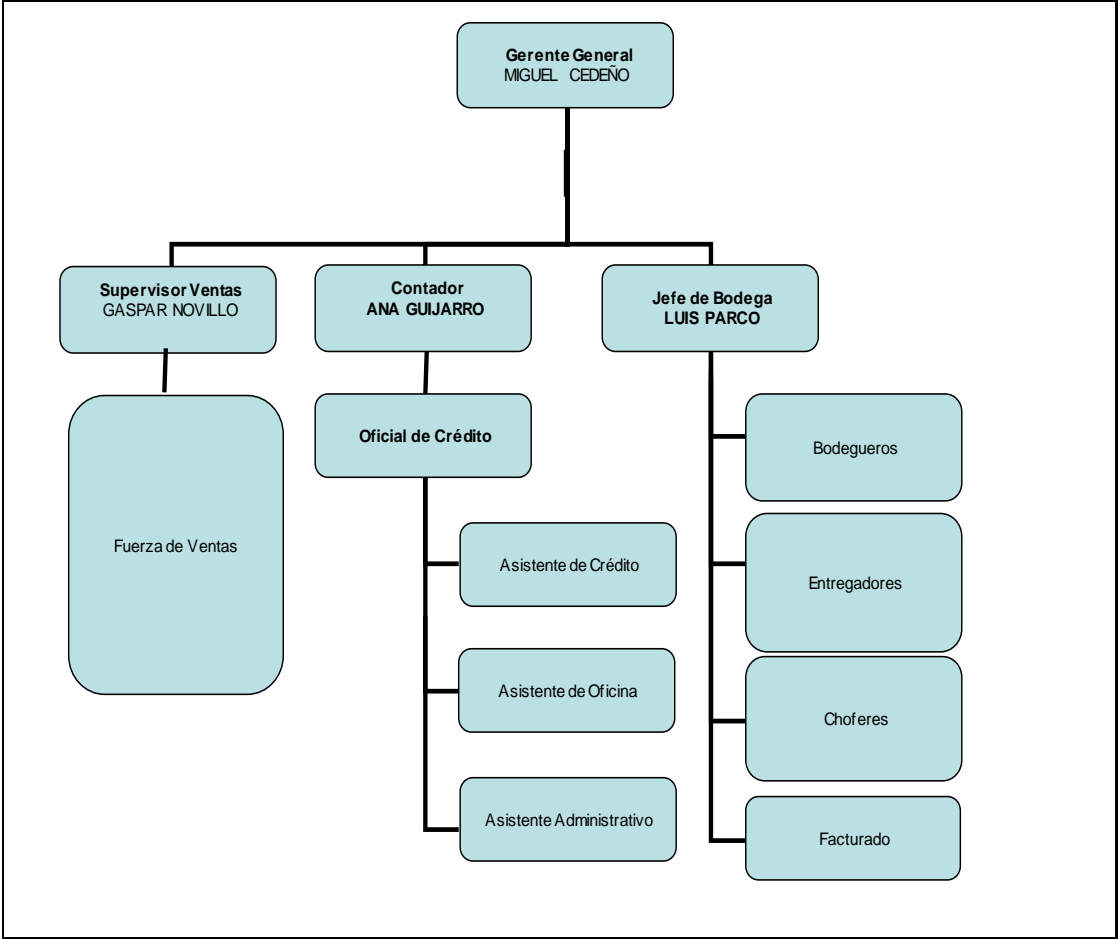 Gerente General
MIGUEL CEDEÑO
Supervisor Ventas
GASPAR NOVILLO
Contador
ANA GUIJARRO
Jefe de Bodega
LUIS PARCO
Fuerza de Ventas
Oficial de Crédito
Asistente de Crédito
Asistente de Oficina
Asistente Administrativo
Bodegueros
Entregadores
Choferes
Facturado